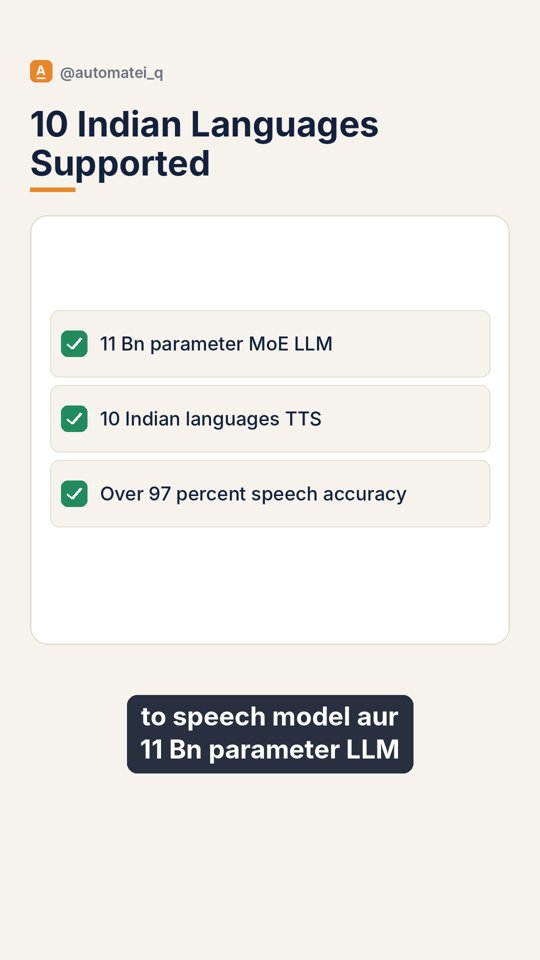 A
@automatei_q
10 Indian Languages
Supported
11 Bn parameter MoE LLM
10 Indian languages TTS
Over 97 percent speech accuracy
to speech model aur
11 Bn parameter LLM